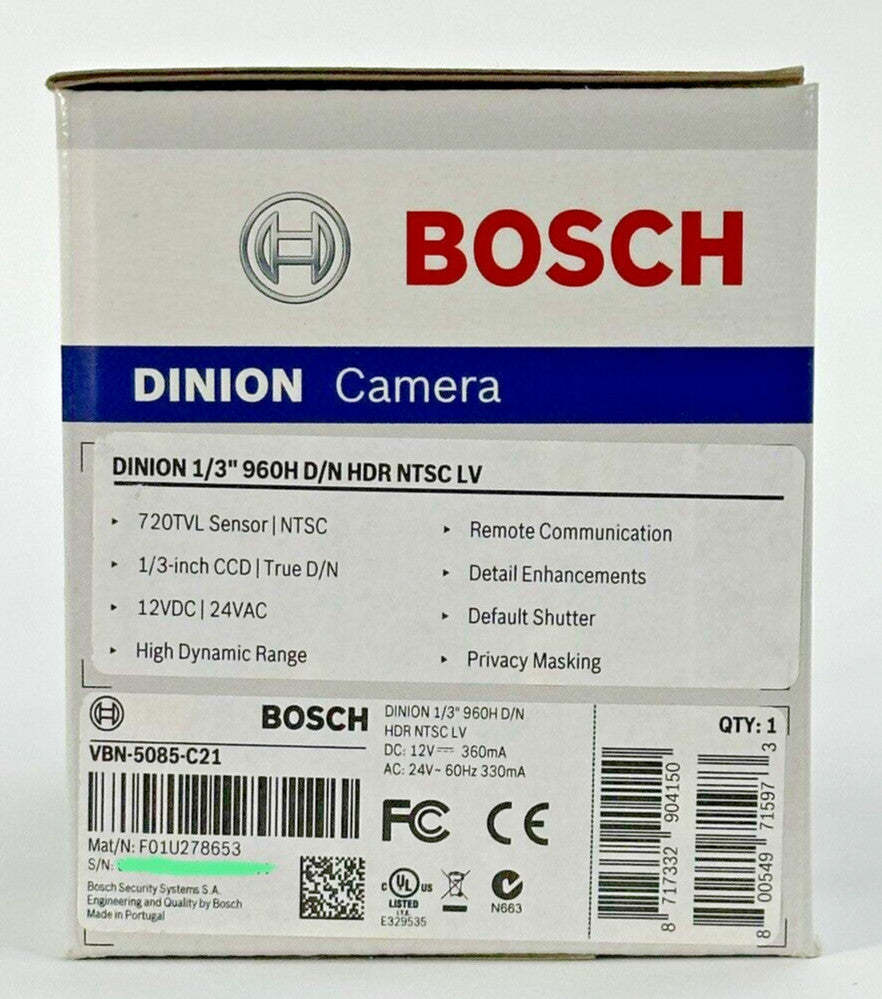 BOSCH
DINION Camera
DINION 1/3" 960H D/N HDR NTSC LV
‣ 720TVL Sensor | NTSC
‣ 1/3-inch CCD | True D/N
‣ 12VDC | 24VAC
‣ High Dynamic Range
‣ Remote Communication
‣ Detail Enhancements
‣ Default Shutter
‣ Privacy Masking
BOSCH
VBN-5085-C21
Mat/N: F01U278653
S/N:
Bosch Security Systems S.A.
Engineering and Quality by Bosch
Made in Portugal
DINION 1/3" 960H D/N
HDR NTSC LV
DC: 12V⎓ 360mA
AC: 24V~ 60Hz 330mA
FC CE
C UL US
LISTED
I.T.E.
E329535
N663
QTY: 1
8 717332 904150
8 00549 71597 3